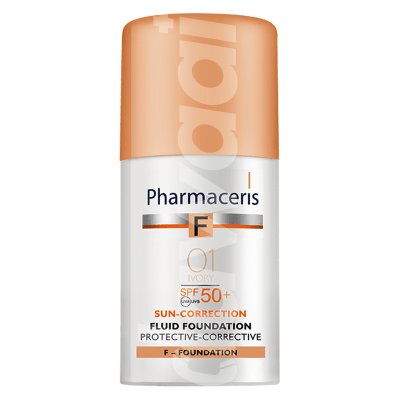 Pharmaceris
F
01
IVORY
SPF 50+
UVA UVB
SUN-CORRECTION
FLUID FOUNDATION
PROTECTIVE-CORRECTIVE
F – FOUNDATION